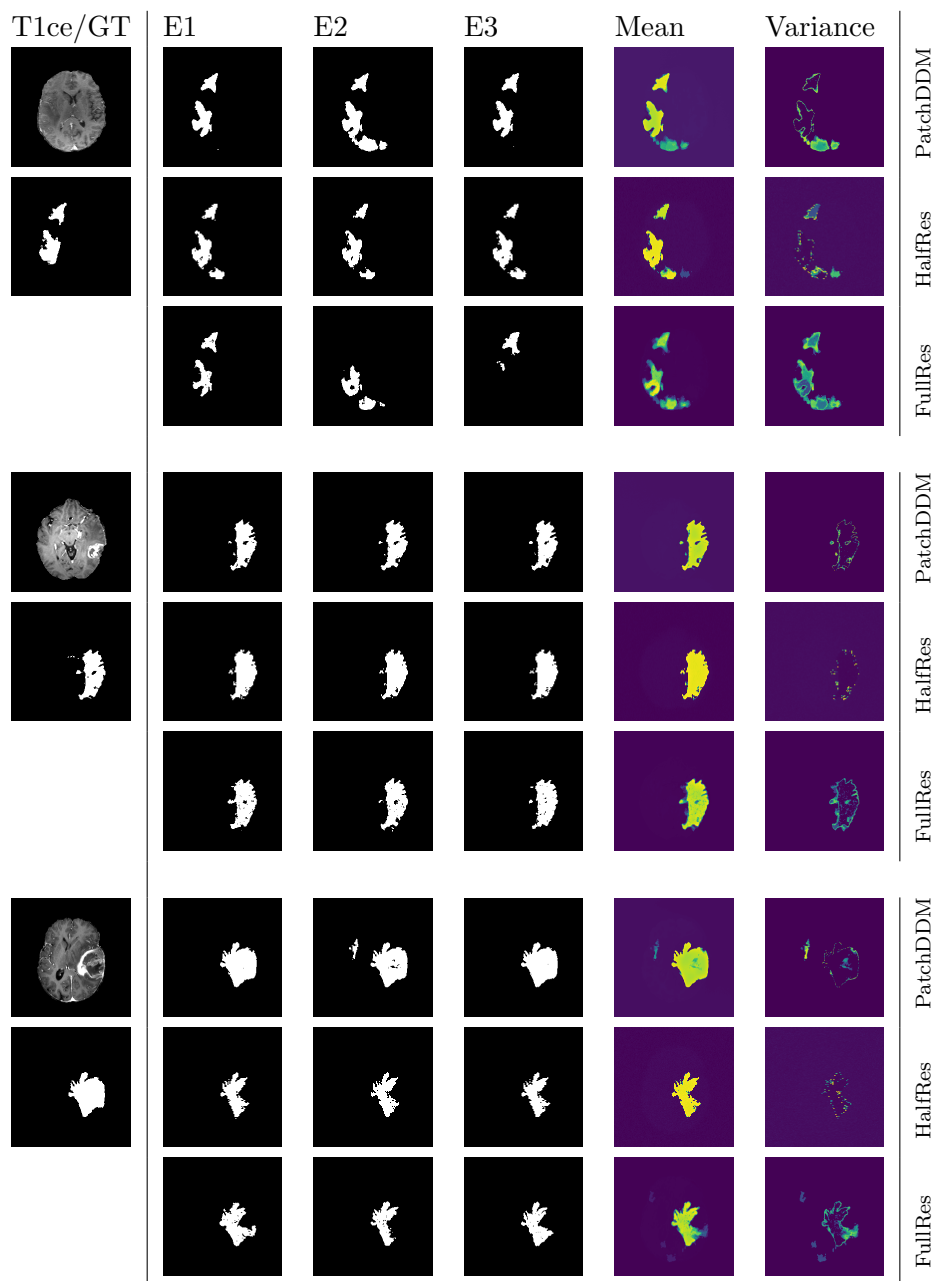 T1ce/GT E1 E2 E3 Mean Variance
PatchDDM
HalfRes
FullRes
PatchDDM
HalfRes
FullRes
PatchDDM
HalfRes
FullRes